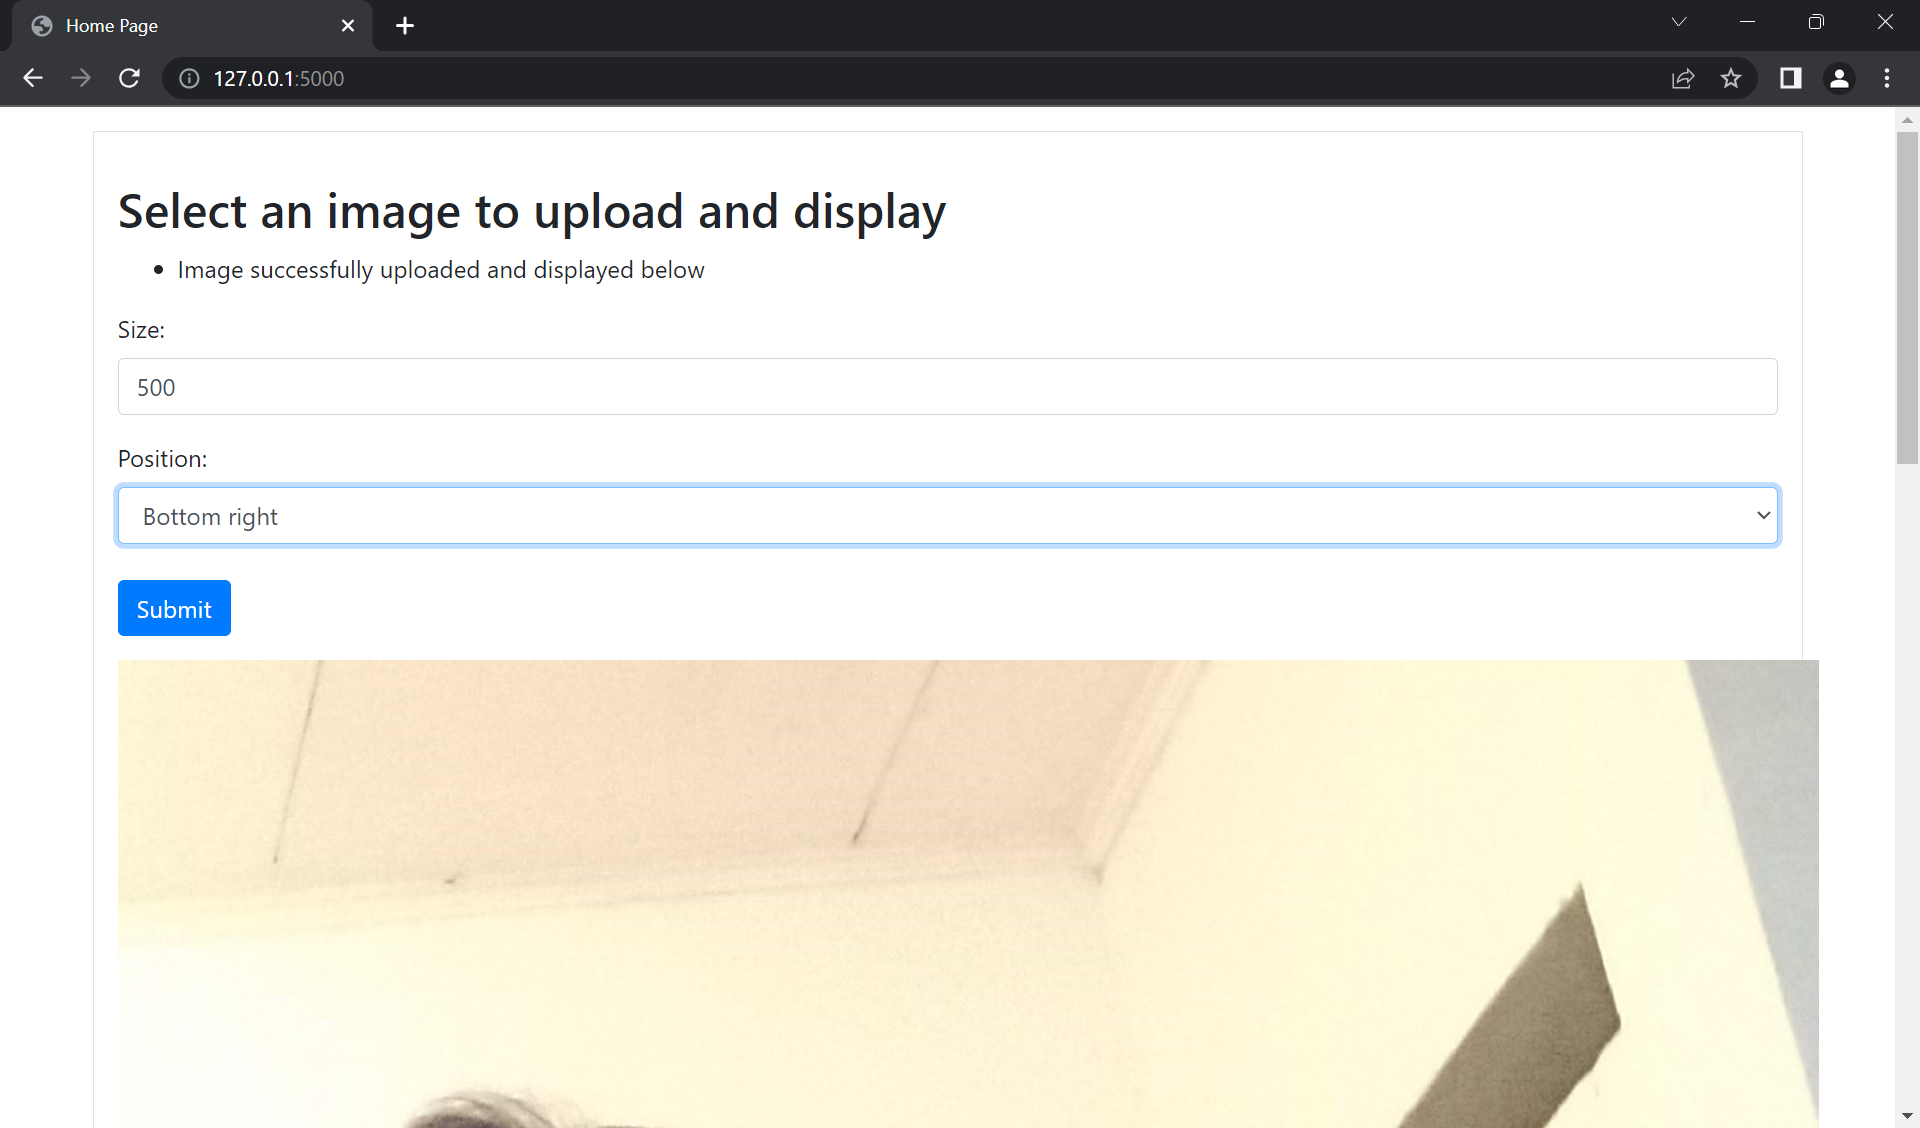 Home Page
127.0.0.1:5000
Select an image to upload and display
Image successfully uploaded and displayed below
Size:
500
Position:
Bottom right
Submit